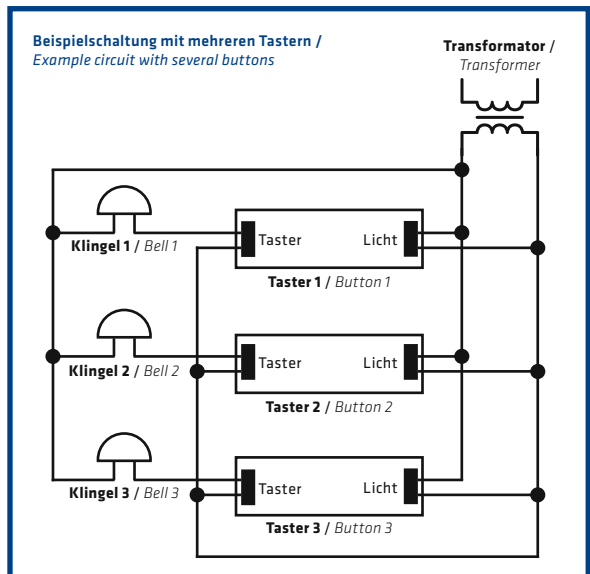 Beispielschaltung mit mehreren Tastern /
Example circuit with several buttons
Transformator /
Transformer
Taster
Licht
Klingel 1 / Bell 1
Taster 1 / Button 1
Taster
Licht
Klingel 2 / Bell 2
Taster 2 / Button 2
Taster
Licht
Klingel 3 / Bell 3
Taster 3 / Button 3